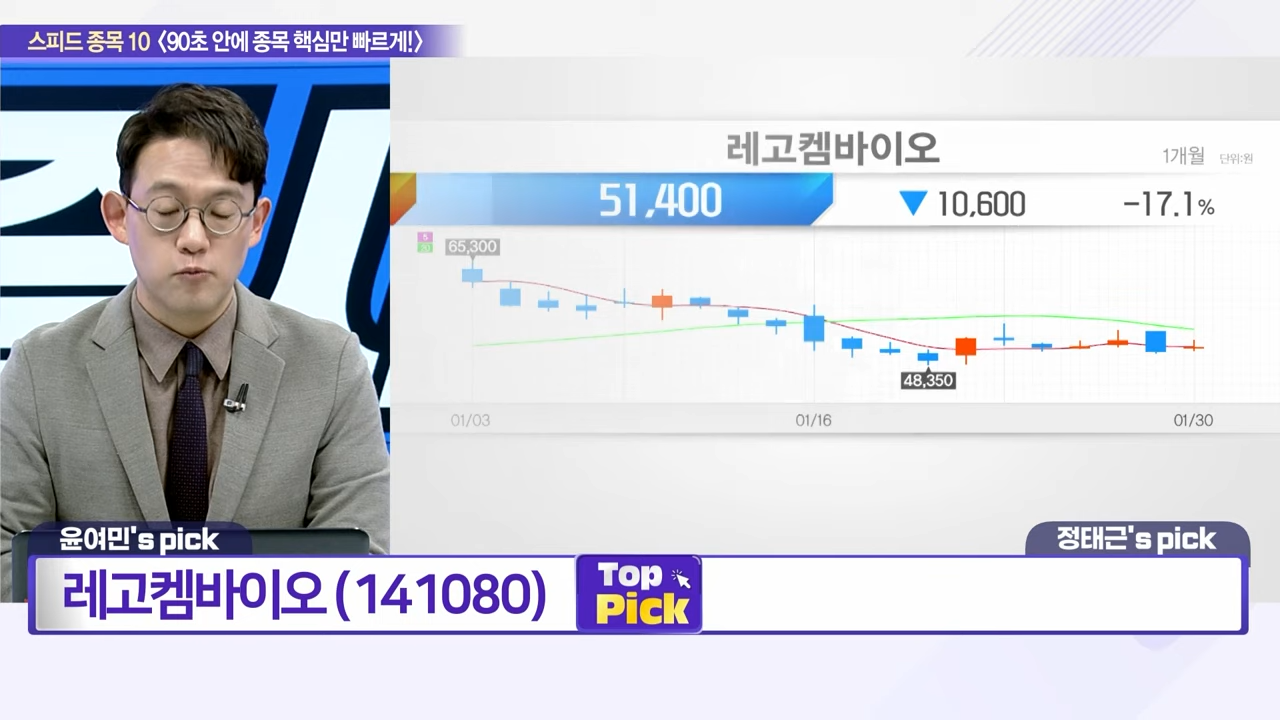 스피드 종목 10 〈90초 안에 종목 핵심만 빠르게!〉
레고켐바이오
1개월 단위:원
51,400 ▼ 10,600 -17.1%
5
20
65,300
48,350
01/03 01/16 01/30
윤여민's pick
정태근's pick
레고켐바이오 (141080)
Top
Pick